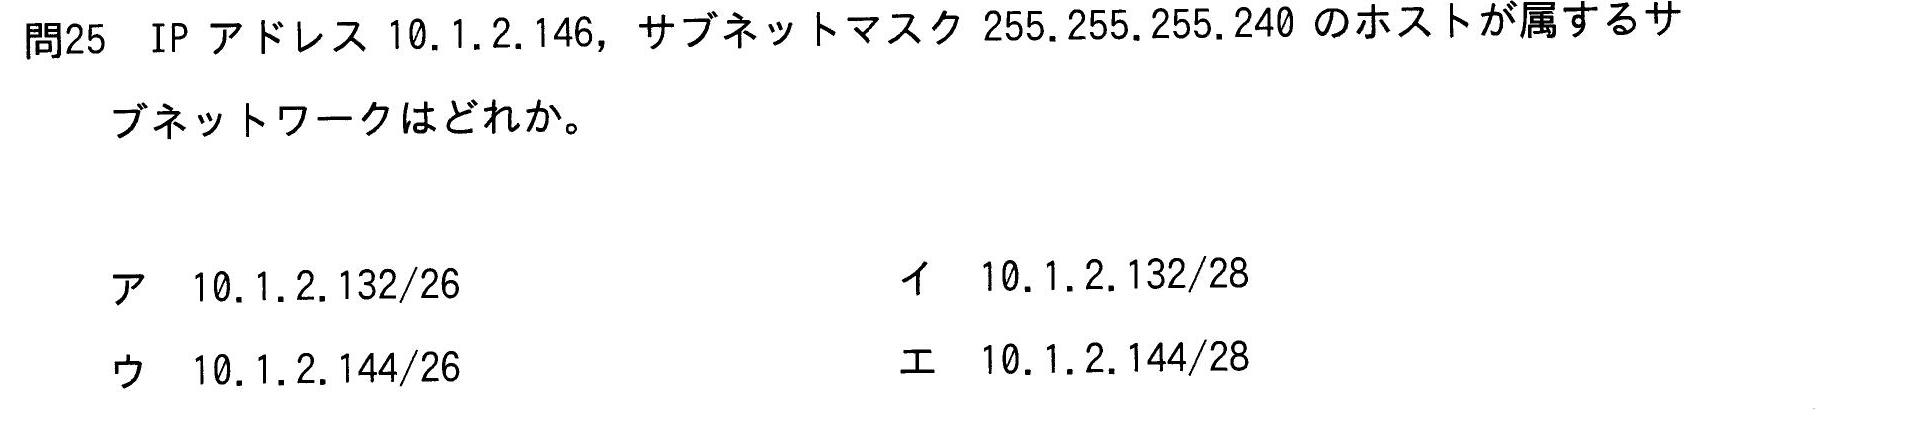 問25　IP アドレス 10.1.2.146，サブネットマスク 255.255.255.240 のホストが属するサ
ブネットワークはどれか。
ア　10.1.2.132/26　イ　10.1.2.132/28
ウ　10.1.2.144/26　エ　10.1.2.144/28